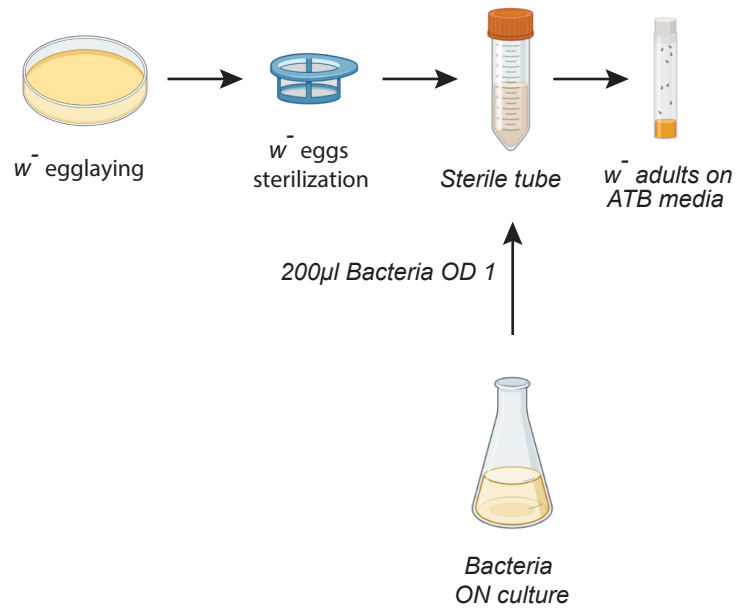 w⁻ egglaying
w⁻ eggs
sterilization
Sterile tube
w⁻ adults on
ATB media
200µl Bacteria OD 1
Bacteria
ON culture